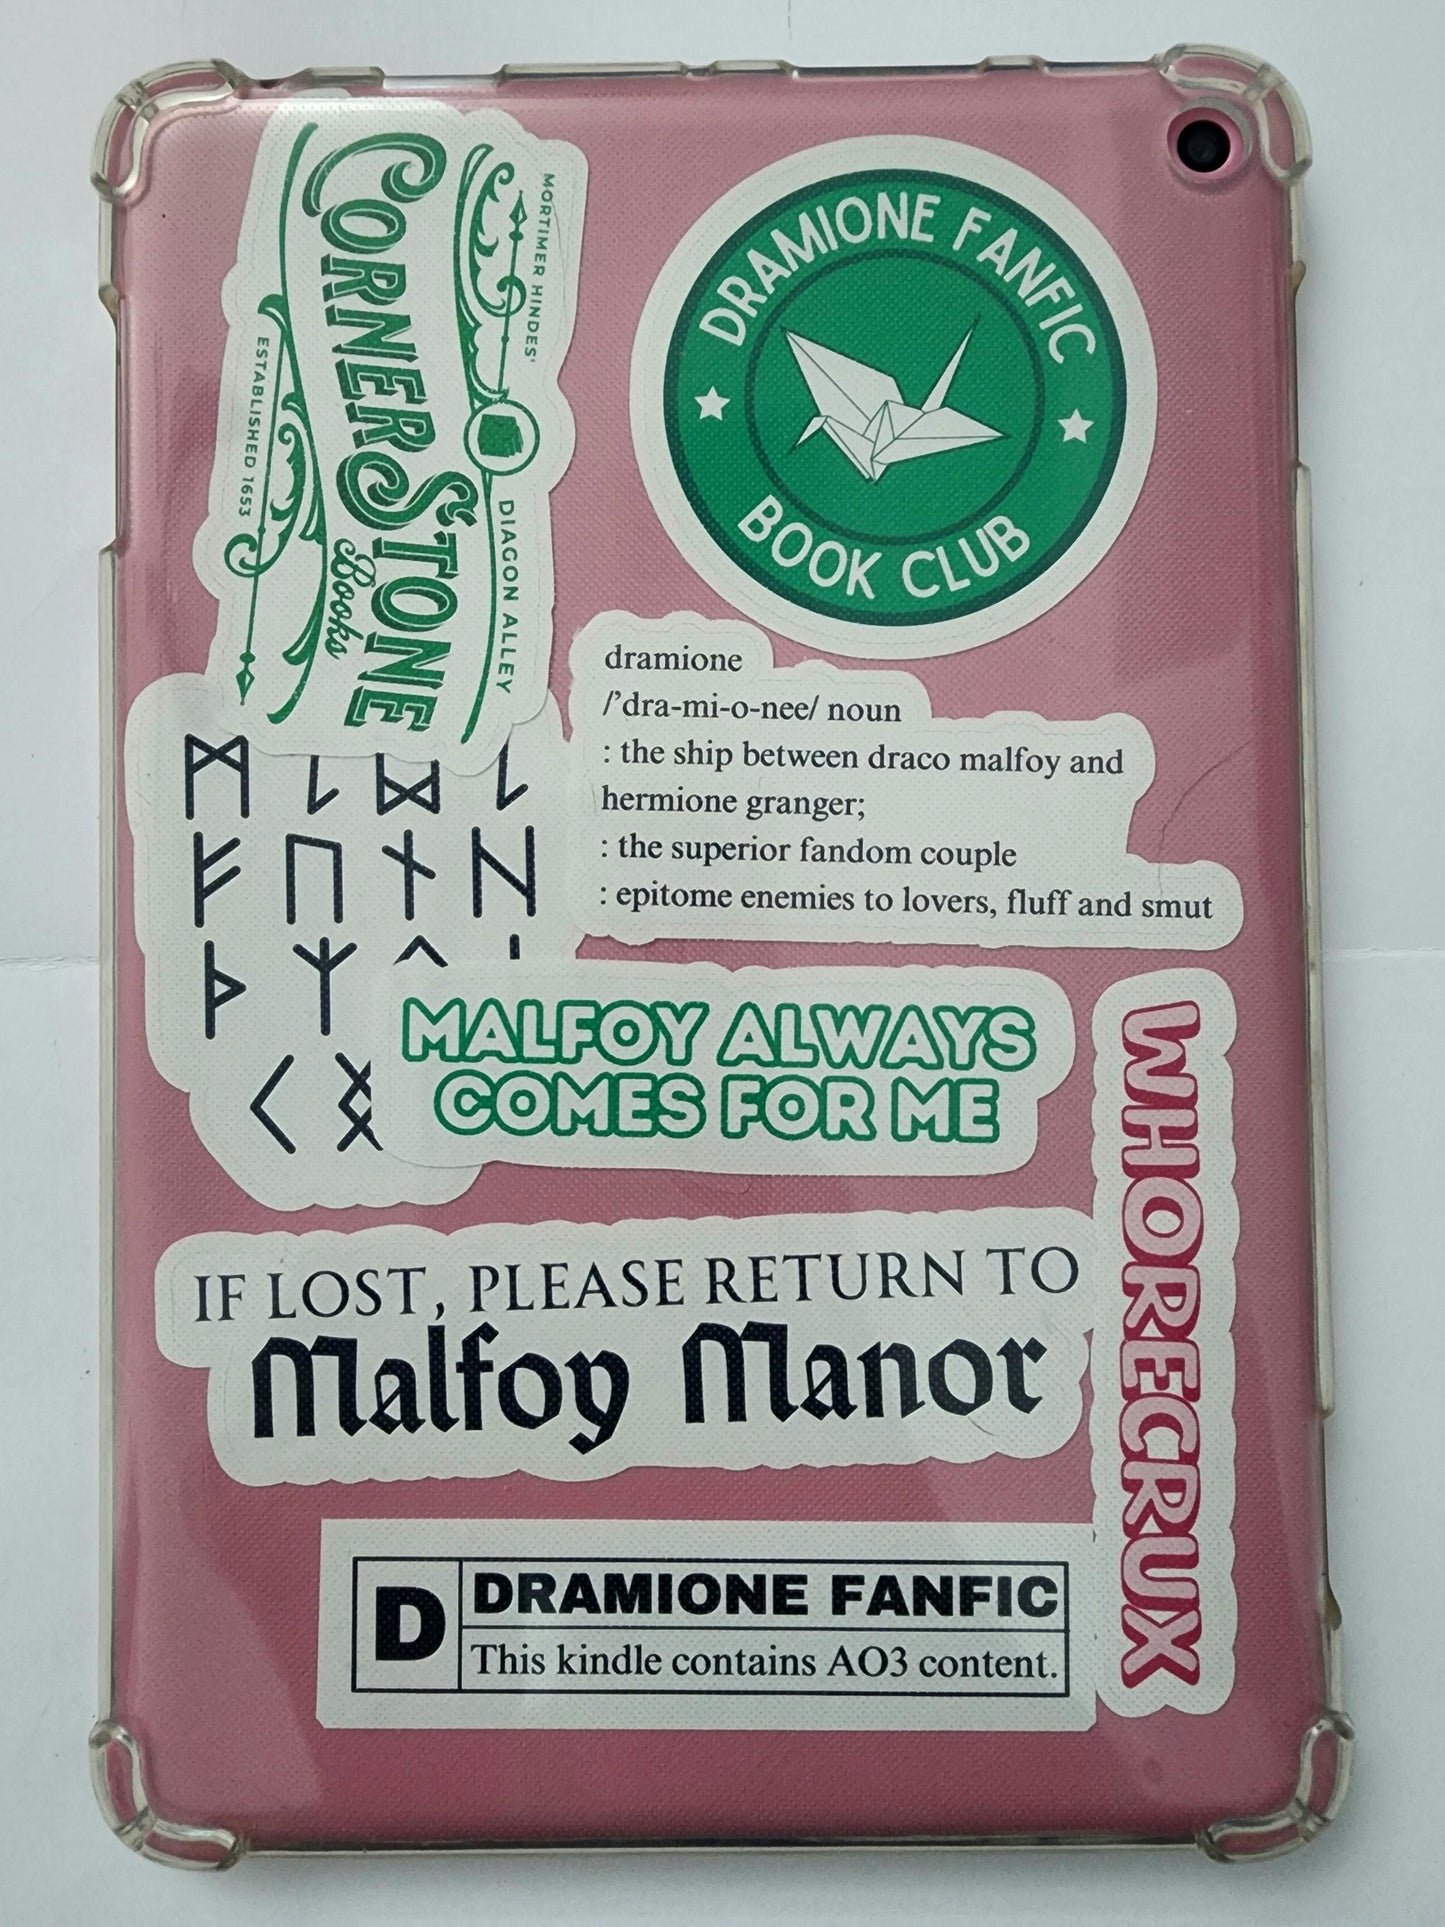 CORNERSTONE
Books
MORTIMER HINDES'
DIAGON ALLEY
ESTABLISHED 1653
DRAMIONE FANFIC
BOOK CLUB
dramione
/'dra-mi-o-nee/ noun
: the ship between draco malfoy and
hermione granger;
: the superior fandom couple
: epitome enemies to lovers, fluff and smut
ᛗ ᛞ
ᚠ ᚢ ᚾ ᚺ
ᚦ ᛉ
ᚲ
MALFOY ALWAYS
COMES FOR ME
WHORECRUX
IF LOST, PLEASE RETURN TO
Malfoy Manor
D
DRAMIONE FANFIC
This kindle contains AO3 content.